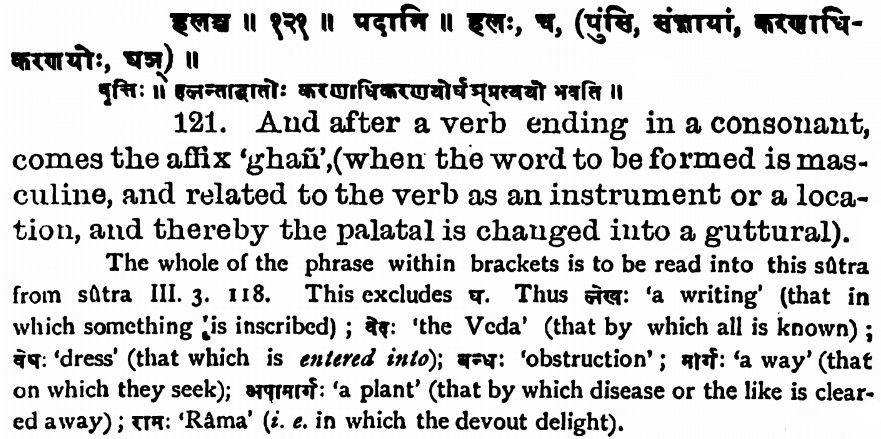 हलश्च ॥ १२१ ॥ पदानि ॥ हलः, च, (पुंसि, संज्ञायां, करणाधि-
करणयोः, घञ्) ॥
वृत्तिः ॥ हलन्ताद्धातोः करणाधिकरणयोर्घञ्प्रत्ययो भवति ॥
121. And after a verb ending in a consonant,
comes the affix ‘ghañ’,(when the word to be formed is mas-
culine, and related to the verb as an instrument or a loca-
tion, and thereby the palatal is changed into a guttural).
The whole of the phrase within brackets is to be read into this sûtra
from sûtra III. 3. 118. This excludes घ. Thus लेखः ‘a writing’ (that in
which something is inscribed) ; वेदः ‘the Veda’ (that by which all is known) ;
वेषः ‘dress’ (that which is entered into); बन्धः ‘obstruction’ ; मार्गः ‘a way’ (that
on which they seek); अपामार्गः ‘a plant’ (that by which disease or the like is clear-
ed away) ; रामः ‘Râma’ (i. e. in which the devout delight).